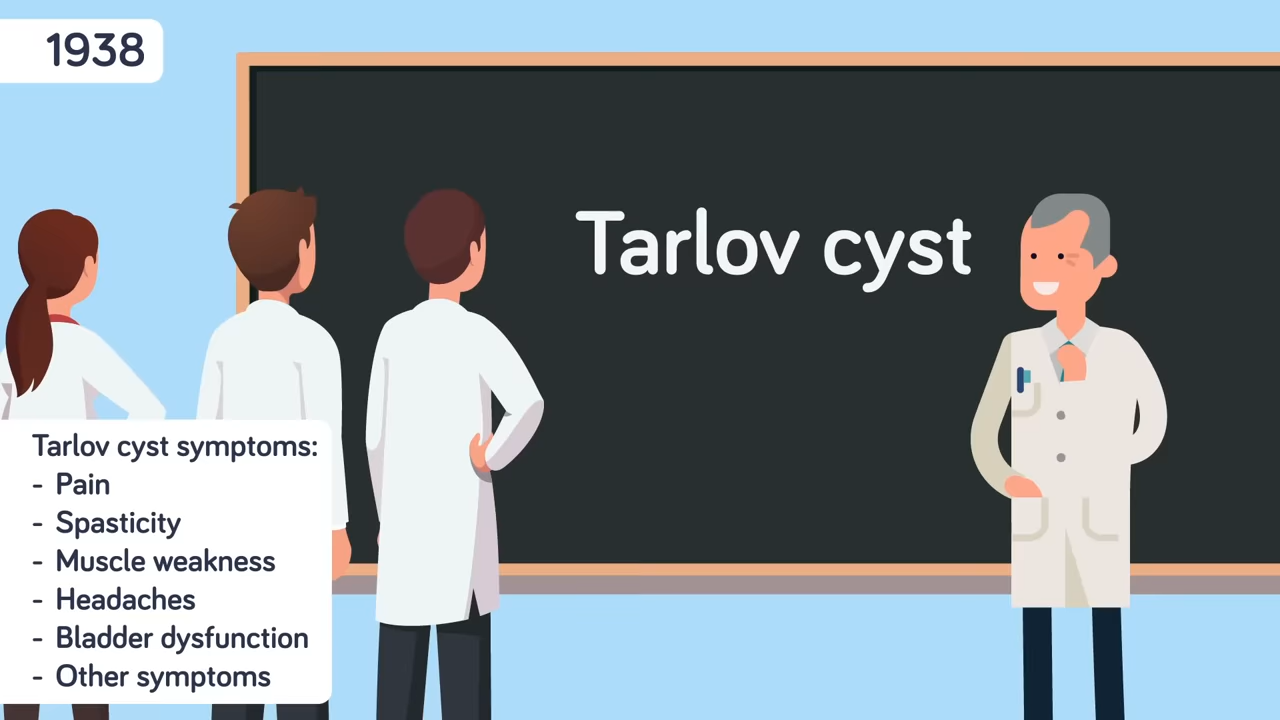 1938
Tarlov cyst
Tarlov cyst symptoms:
- Pain
- Spasticity
- Muscle weakness
- Headaches
- Bladder dysfunction
- Other symptoms